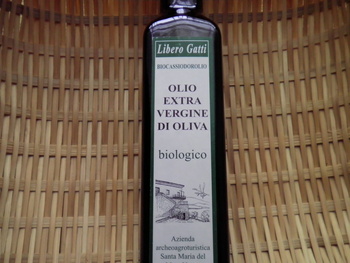 Libero Gatti
BIOCASSIODOROLIO
OLIO
EXTRA
VERGINE
DI OLIVA
biologico
Azienda
archeoagroturistica
Santa Maria del